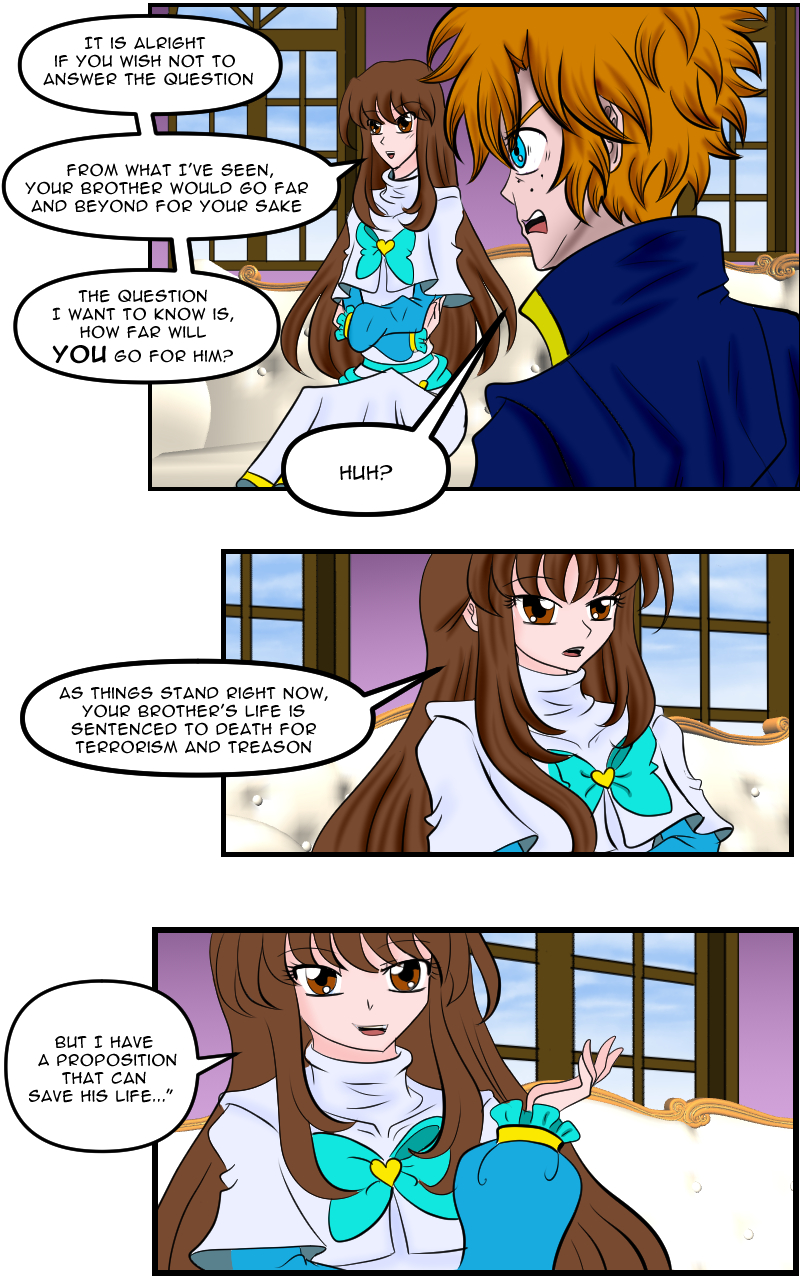 IT IS ALRIGHT
IF YOU WISH NOT TO
ANSWER THE QUESTION
FROM WHAT I'VE SEEN,
YOUR BROTHER WOULD GO FAR
AND BEYOND FOR YOUR SAKE
THE QUESTION
I WANT TO KNOW IS,
HOW FAR WILL
YOU GO FOR HIM?
HUH?
AS THINGS STAND RIGHT NOW,
YOUR BROTHER'S LIFE IS
SENTENCED TO DEATH FOR
TERRORISM AND TREASON
BUT I HAVE
A PROPOSITION
THAT CAN
SAVE HIS LIFE..."